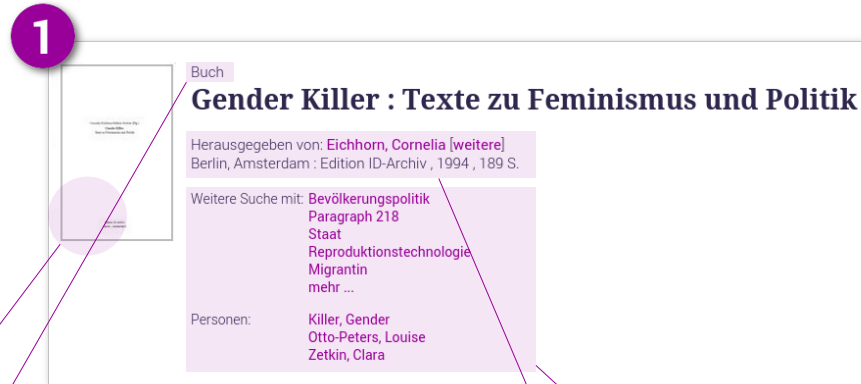 1
Buch
Gender Killer : Texte zu Feminismus und Politik
Herausgegeben von: Eichhorn, Cornelia [weitere]
Berlin, Amsterdam : Edition ID-Archiv , 1994 , 189 S.
Weitere Suche mit: Bevölkerungspolitik
Paragraph 218
Staat
Reproduktionstechnologie
Migrantin
mehr ...
Personen: Killer, Gender
Otto-Peters, Louise
Zetkin, Clara